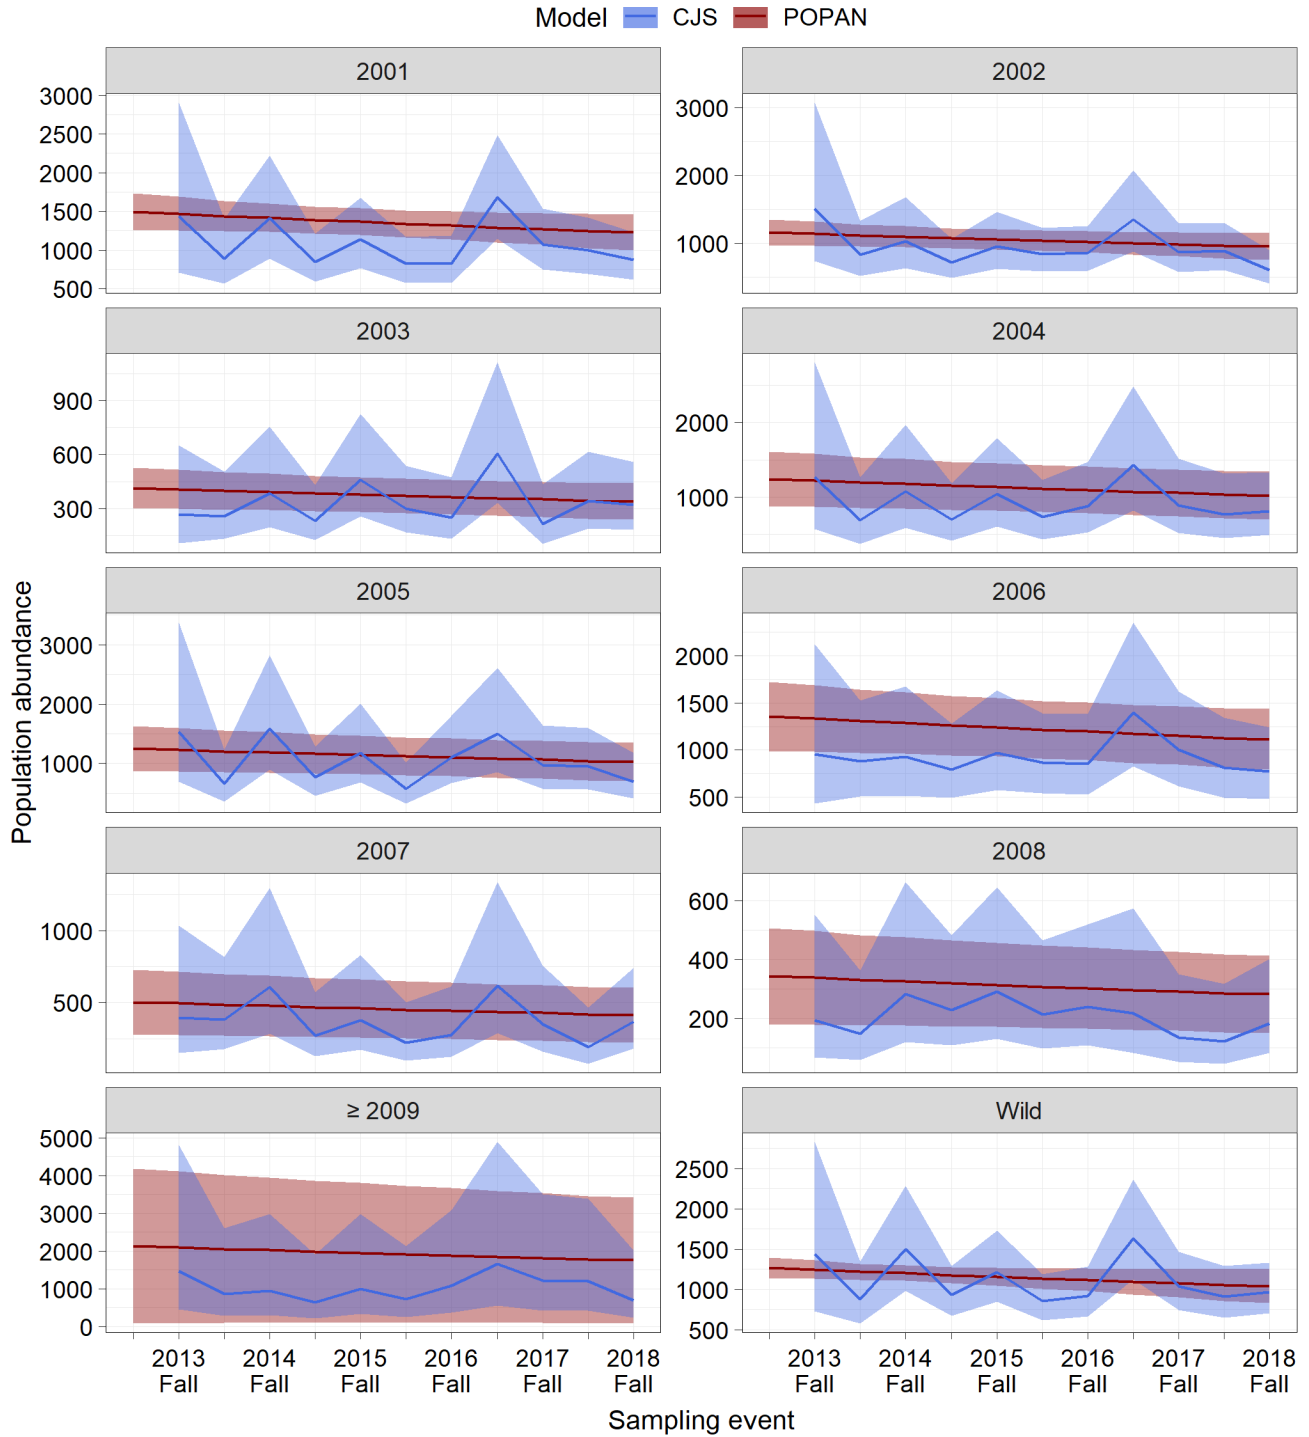 Model CJS POPAN
2001 2002
3000
2500
2000
1500
1000
500
3000
2000
1000
2003 2004
900
600
300
2000
1000
2005 2006
3000
2000
1000
2000
1500
1000
500
2007 2008
1000
500
600
400
200
≥ 2009 Wild
5000
4000
3000
2000
1000
0
2500
2000
1500
1000
500
Population abundance
2013 Fall
2014 Fall
2015 Fall
2016 Fall
2017 Fall
2018 Fall
2013 Fall
2014 Fall
2015 Fall
2016 Fall
2017 Fall
2018 Fall
Sampling event